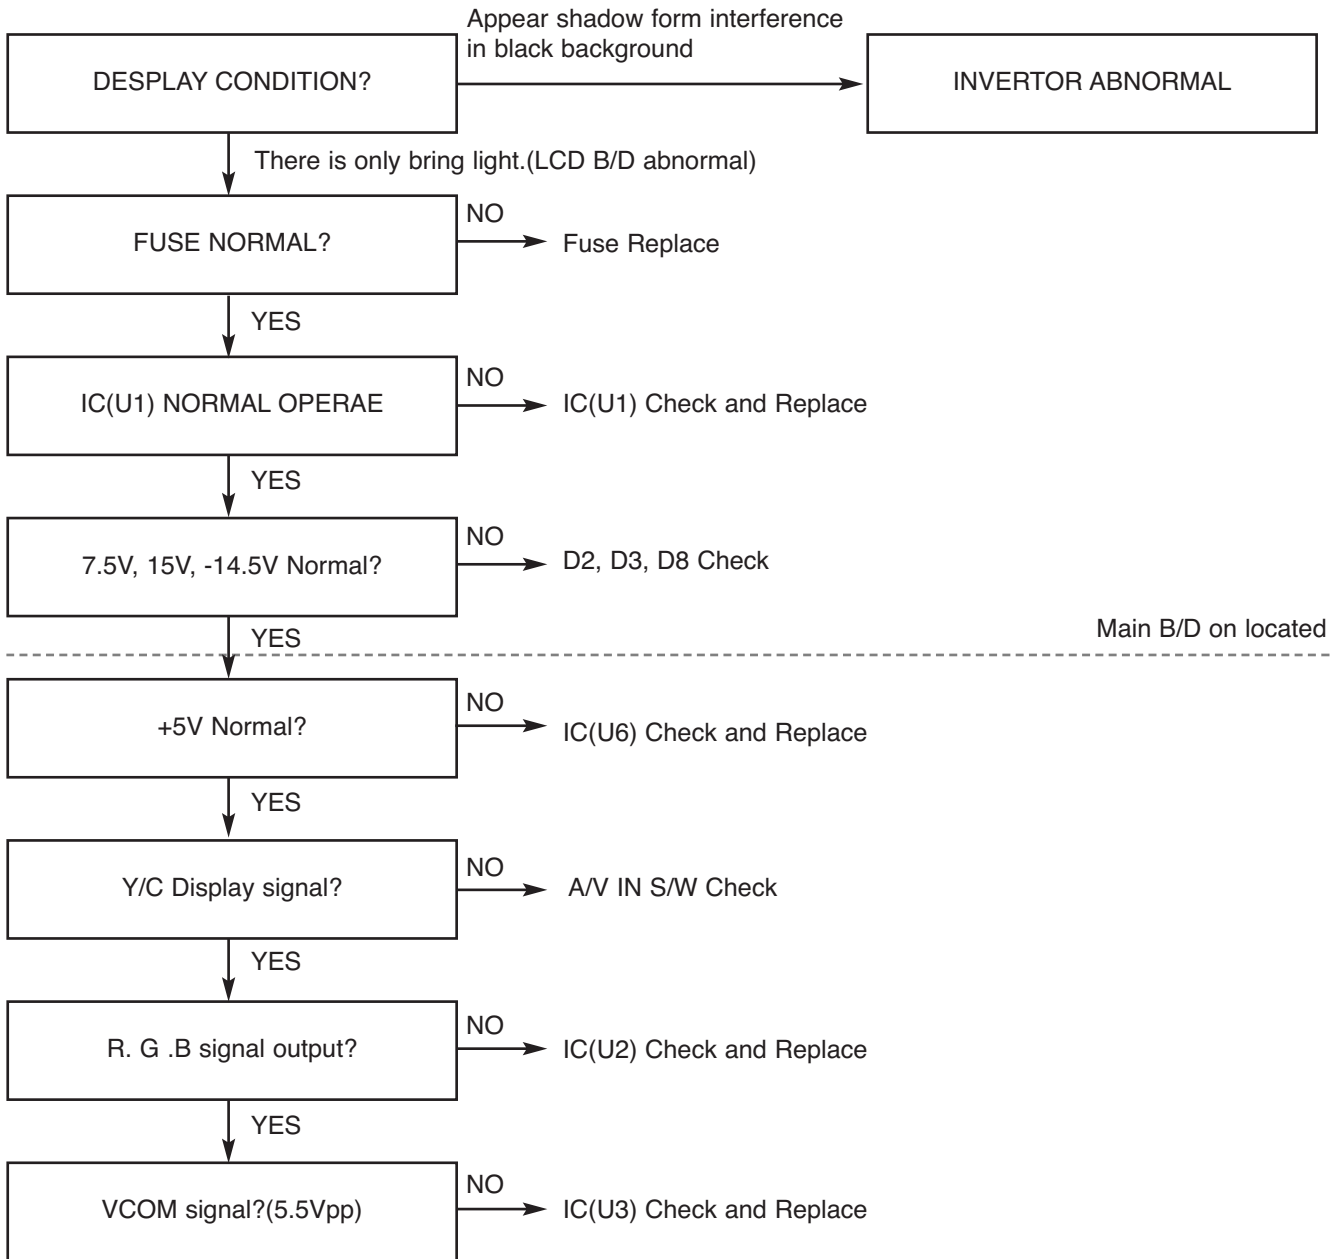 Appear shadow form interference
in black background
DESPLAY CONDITION?
INVERTOR ABNORMAL
There is only bring light.(LCD B/D abnormal)
FUSE NORMAL?
NO
Fuse Replace
YES
IC(U1) NORMAL OPERAE
NO
IC(U1) Check and Replace
YES
7.5V, 15V, -14.5V Normal?
NO
D2, D3, D8 Check
YES
Main B/D on located
+5V Normal?
NO
IC(U6) Check and Replace
YES
Y/C Display signal?
NO
A/V IN S/W Check
YES
R. G .B signal output?
NO
IC(U2) Check and Replace
YES
VCOM signal?(5.5Vpp)
NO
IC(U3) Check and Replace